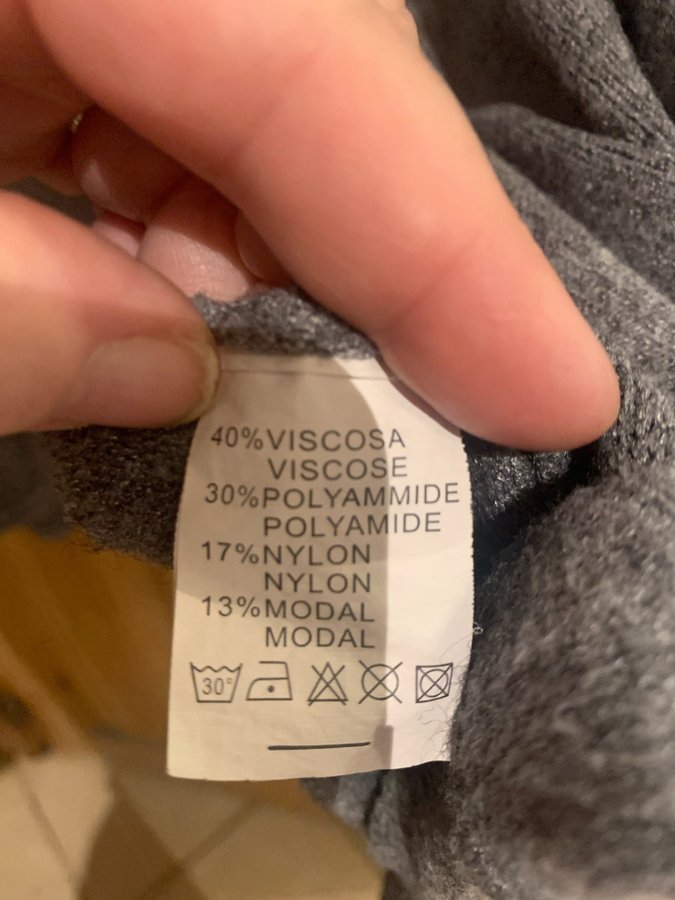 40%VISCOSA
VISCOSE
30%POLYAMMIDE
POLYAMIDE
17%NYLON
NYLON
13%MODAL
MODAL
30°